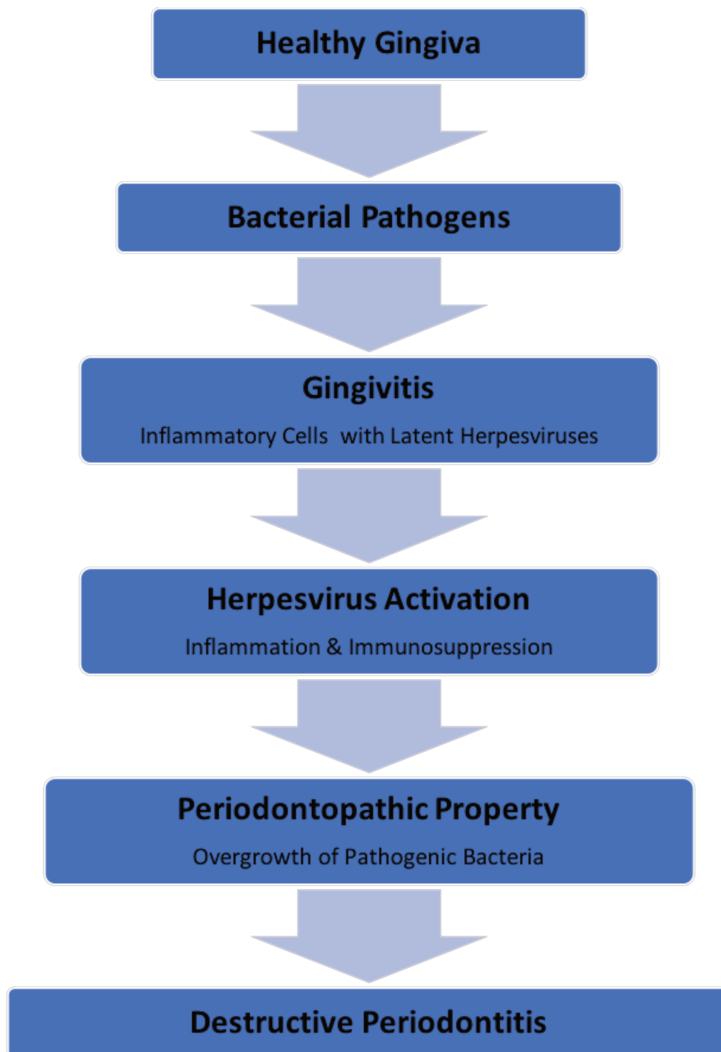 Healthy Gingiva
Bacterial Pathogens
Gingivitis
Inflammatory Cells with Latent Herpesviruses
Herpesvirus Activation
Inflammation & Immunosuppression
Periodontopathic Property
Overgrowth of Pathogenic Bacteria
Destructive Periodontitis